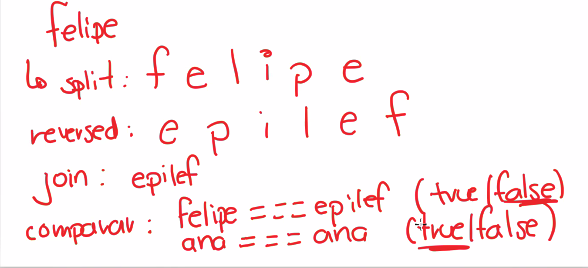 felipe
↳ split: f e l i p e
reversed: e p i l e f
join: epilef
comparar: felipe === epilef (true|false)
ana === ana (true|false)